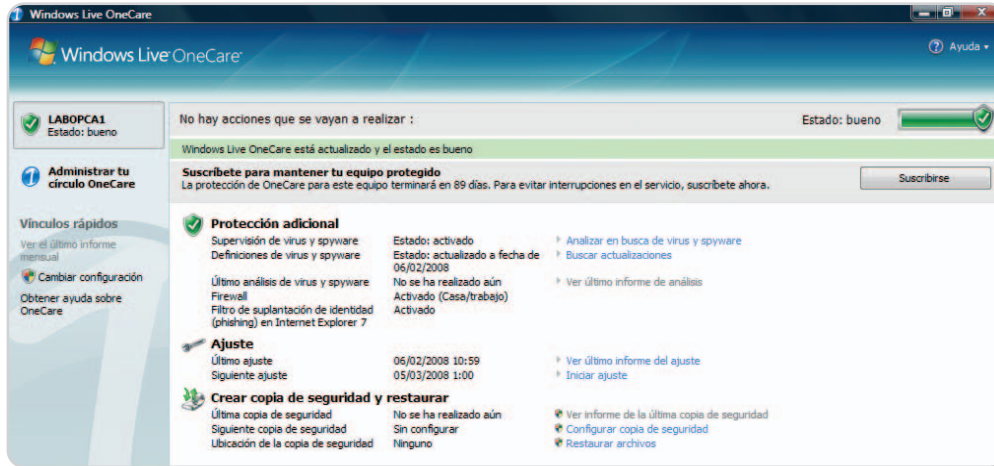 Windows Live OneCare
Windows Live OneCare
Ayuda
LABOPCA1
Estado: bueno
Administrar tu
círculo OneCare
Vínculos rápidos
Ver el último informe
mensual
Cambiar configuración
Obtener ayuda sobre
OneCare
No hay acciones que se vayan a realizar :
Estado: bueno
Windows Live OneCare está actualizado y el estado es bueno
Suscríbete para mantener tu equipo protegido
La protección de OneCare para este equipo terminará en 89 días. Para evitar interrupciones en el servicio, suscríbete ahora.
Suscribirse
Protección adicional
Supervisión de virus y spyware Estado: activado Analizar en busca de virus y spyware
Definiciones de virus y spyware Estado: actualizado a fecha de Buscar actualizaciones
06/02/2008
Último análisis de virus y spyware No se ha realizado aún Ver último informe de análisis
Firewall Activado (Casa/trabajo)
Filtro de suplantación de identidad Activado
(phishing) en Internet Explorer 7
Ajuste
Último ajuste 06/02/2008 10:59 Ver último informe del ajuste
Siguiente ajuste 05/03/2008 1:00 Iniciar ajuste
Crear copia de seguridad y restaurar
Última copia de seguridad No se ha realizado aún Ver informe de la última copia de seguridad
Siguiente copia de seguridad Sin configurar Configurar copia de seguridad
Ubicación de la copia de seguridad Ninguno Restaurar archivos